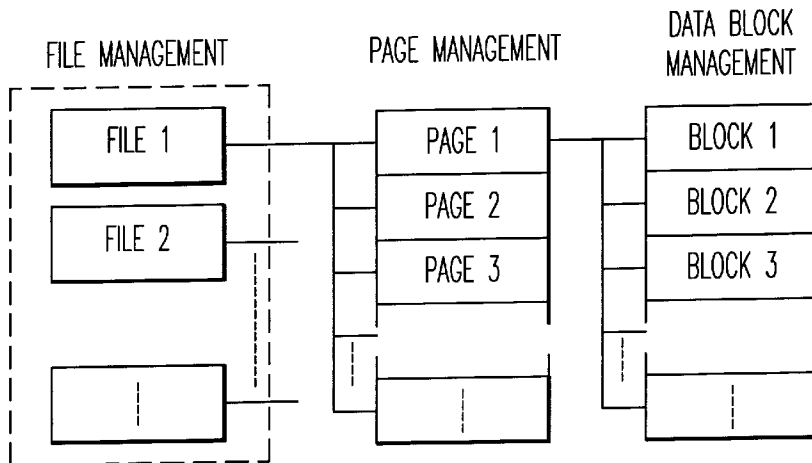 FILE MANAGEMENT
FILE 1
FILE 2
PAGE MANAGEMENT
PAGE 1
PAGE 2
PAGE 3
DATA BLOCK
MANAGEMENT
BLOCK 1
BLOCK 2
BLOCK 3